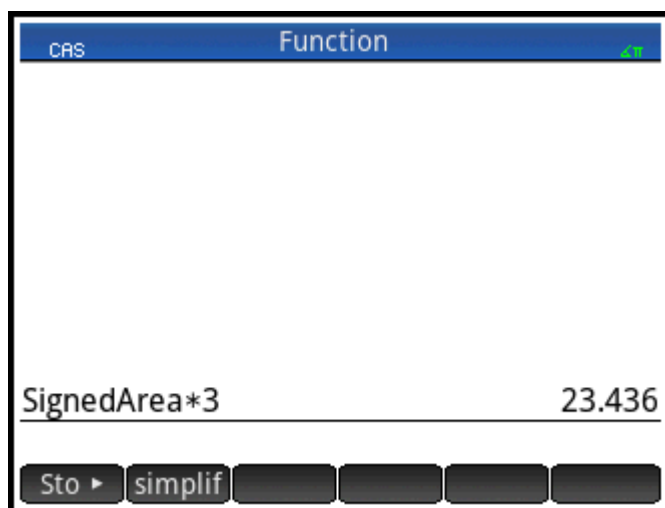 CAS Function ∡π
SignedArea*3 23.436
Sto ► simplif